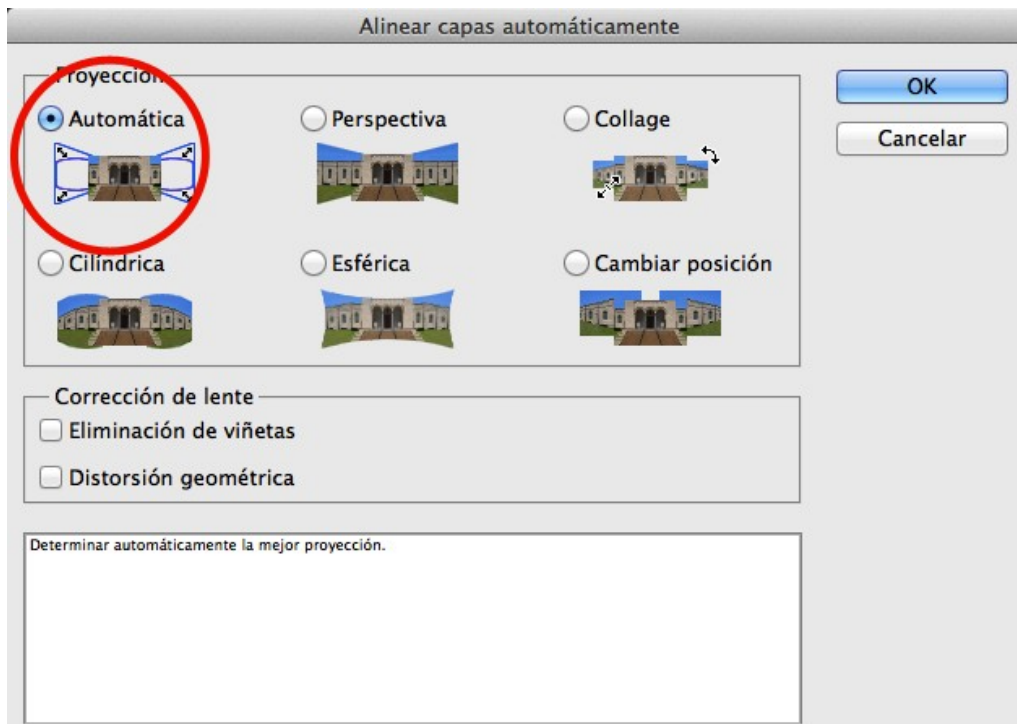 Alinear capas automáticamente
Proyección
Automática
Perspectiva
Collage
Cilíndrica
Esférica
Cambiar posición
OK
Cancelar
Corrección de lente
Eliminación de viñetas
Distorsión geométrica
Determinar automáticamente la mejor proyección.